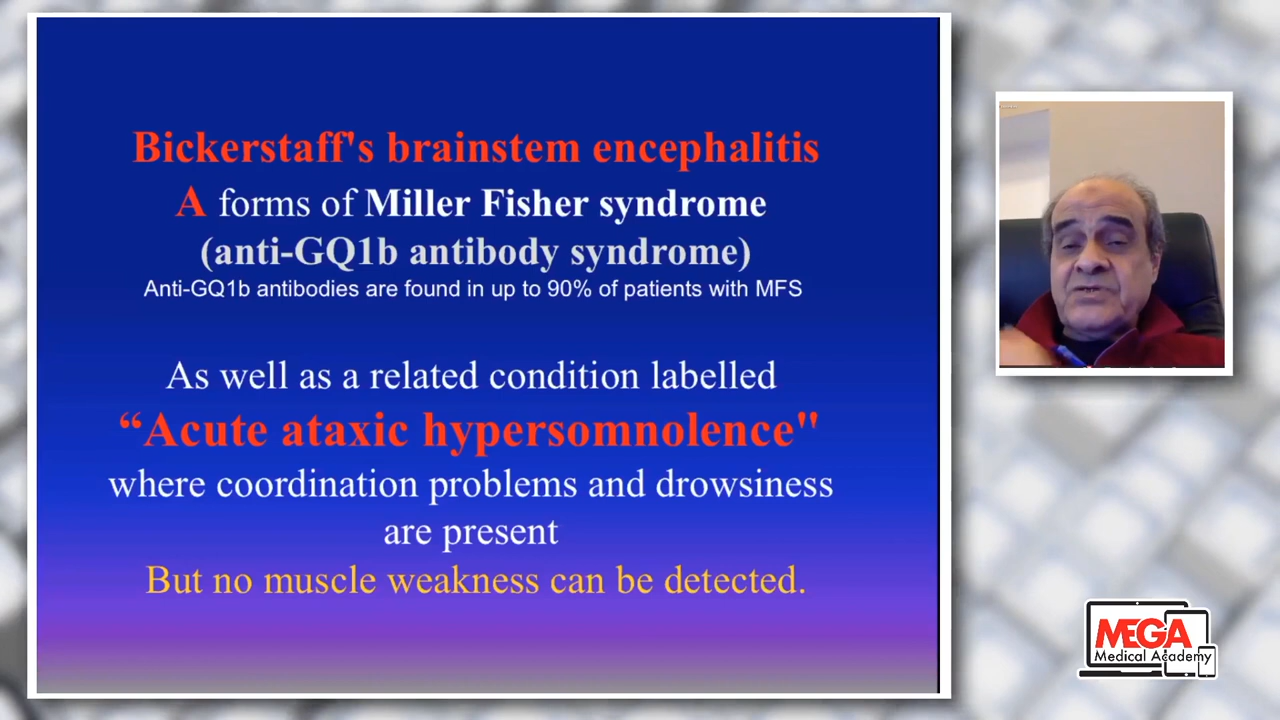 Bickerstaff's brainstem encephalitis
A forms of Miller Fisher syndrome
(anti-GQ1b antibody syndrome)
Anti-GQ1b antibodies are found in up to 90% of patients with MFS
As well as a related condition labelled
“Acute ataxic hypersomnolence"
where coordination problems and drowsiness
are present
But no muscle weakness can be detected.
MEGA
Medical Academy